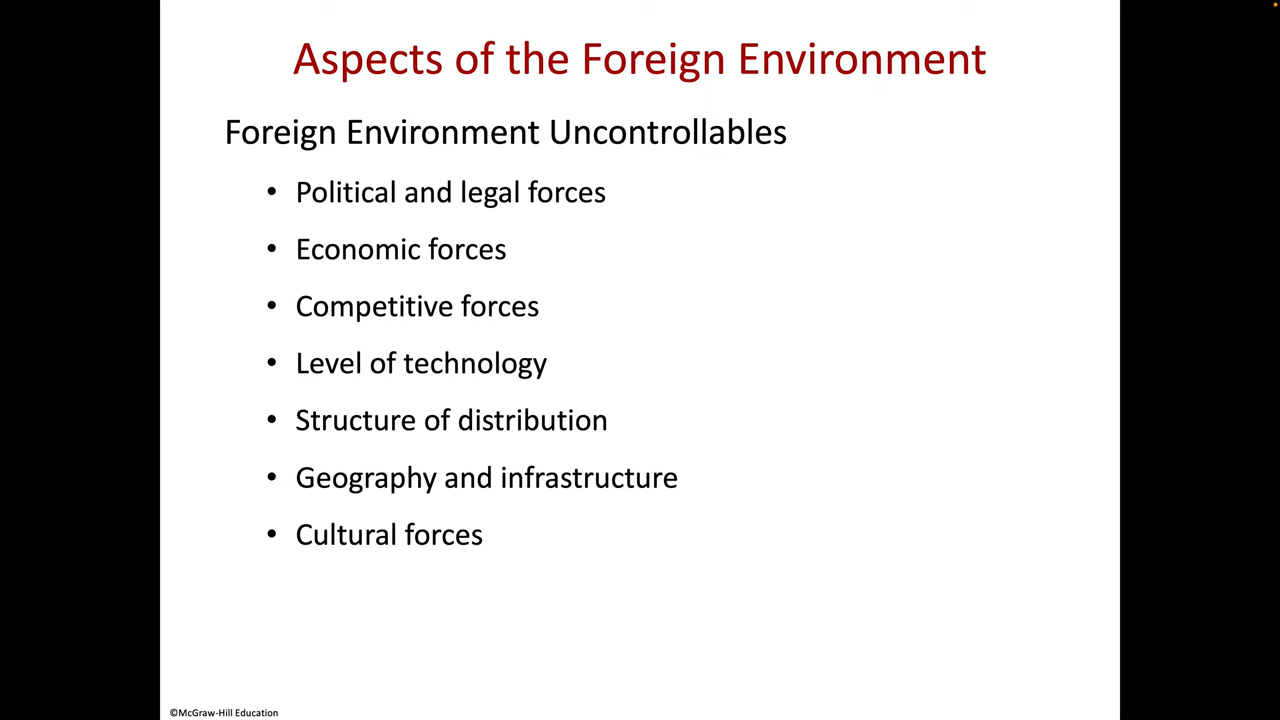 Aspects of the Foreign Environment
Foreign Environment Uncontrollables
• Political and legal forces
• Economic forces
• Competitive forces
• Level of technology
• Structure of distribution
• Geography and infrastructure
• Cultural forces
©McGraw-Hill Education